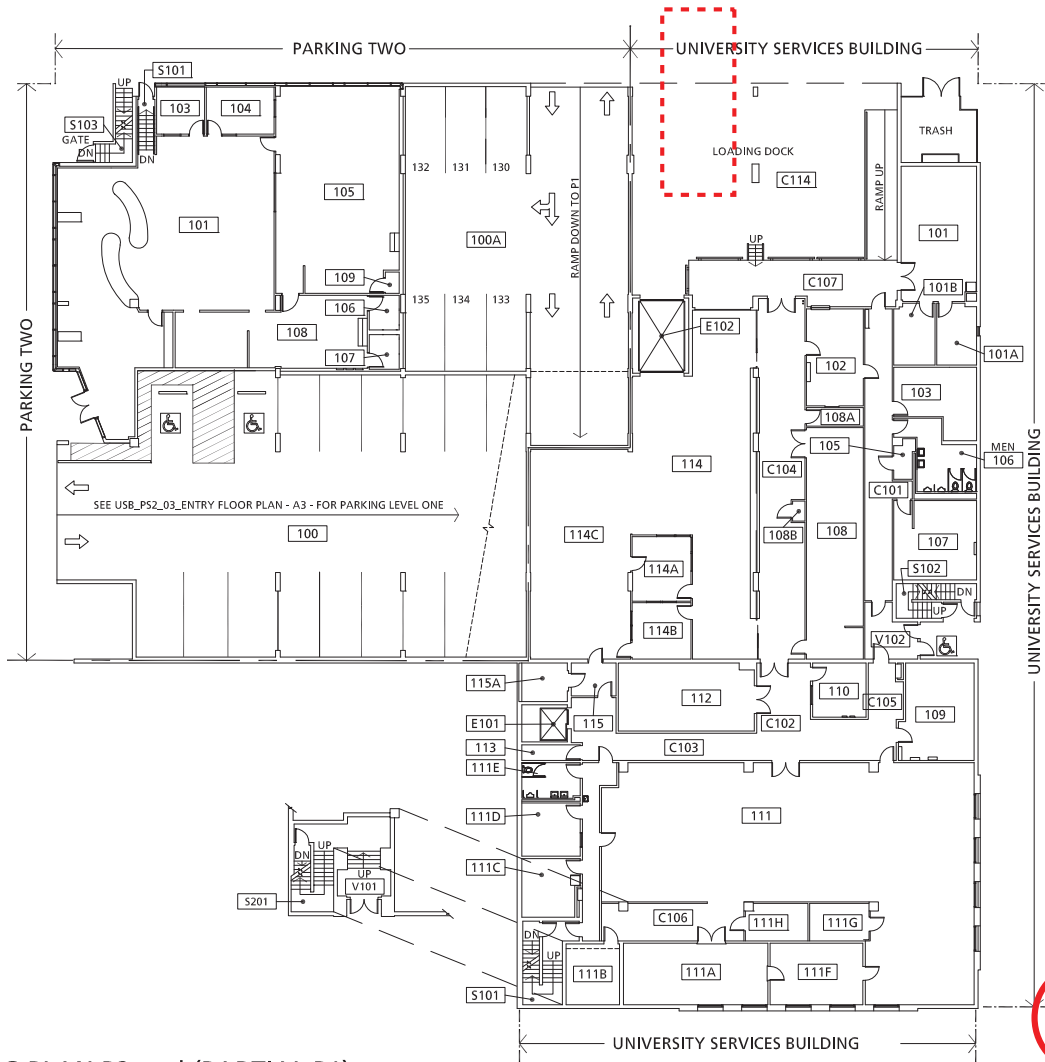 PARKING TWO
UNIVERSITY SERVICES BUILDING
S101
UP
103
104
S103
GATE
DN
DN
TRASH
LOADING DOCK
132
131
130
105
C114
RAMP UP
101
100A
RAMP DOWN TO P1
101
UP
109
C107
101B
135
134
133
106
108
E102
107
101A
102
PARKING TWO
103
108A
105
MEN
106
114
C104
C101
SEE USB_PS2_03_ENTRY FLOOR PLAN - A3 - FOR PARKING LEVEL ONE
100
114C
108B
108
107
114A
S102
DN
UP
114B
V102
UNIVERSITY SERVICES BUILDING
115A
112
110
C105
109
E101
115
C102
113
C103
111E
111D
111
UP
DN
111C
UP
V101
S201
C106
111H
111G
DN
UP
111B
111A
111F
S101
UNIVERSITY SERVICES BUILDING